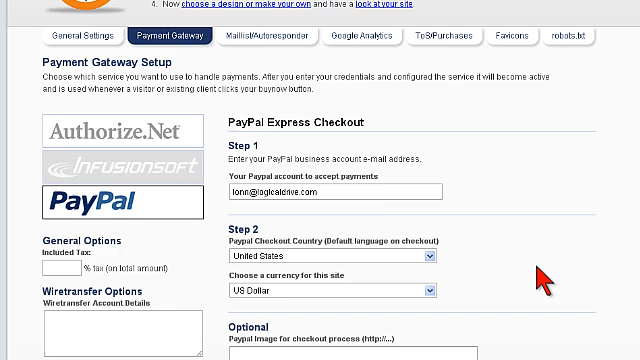 4. Now choose a design or make your own and have a look at your site.
General Settings
Payment Gateway
Maillist/Autoresponder
Google Analytics
ToS/Purchases
Favicons
robots.txt
Payment Gateway Setup
Choose which service you want to use to handle payments. After you enter your credentials and configured the service it will become active
and is used whenever a visitor or existing client clicks your buynow button.
Authorize.Net
INFUSIONSOFT
PayPal
General Options
Included Tax:
% tax (on total amount)
Wiretransfer Options
Wiretransfer Account Details
PayPal Express Checkout
Step 1
Enter your PayPal business account e-mail address.
Your Paypal account to accept payments
lonn@logicaldrive.com
Step 2
Paypal Checkout Country (Default language on checkout)
United States
Choose a currency for this site
US Dollar
Optional
Paypal Image for checkout process (http://...)